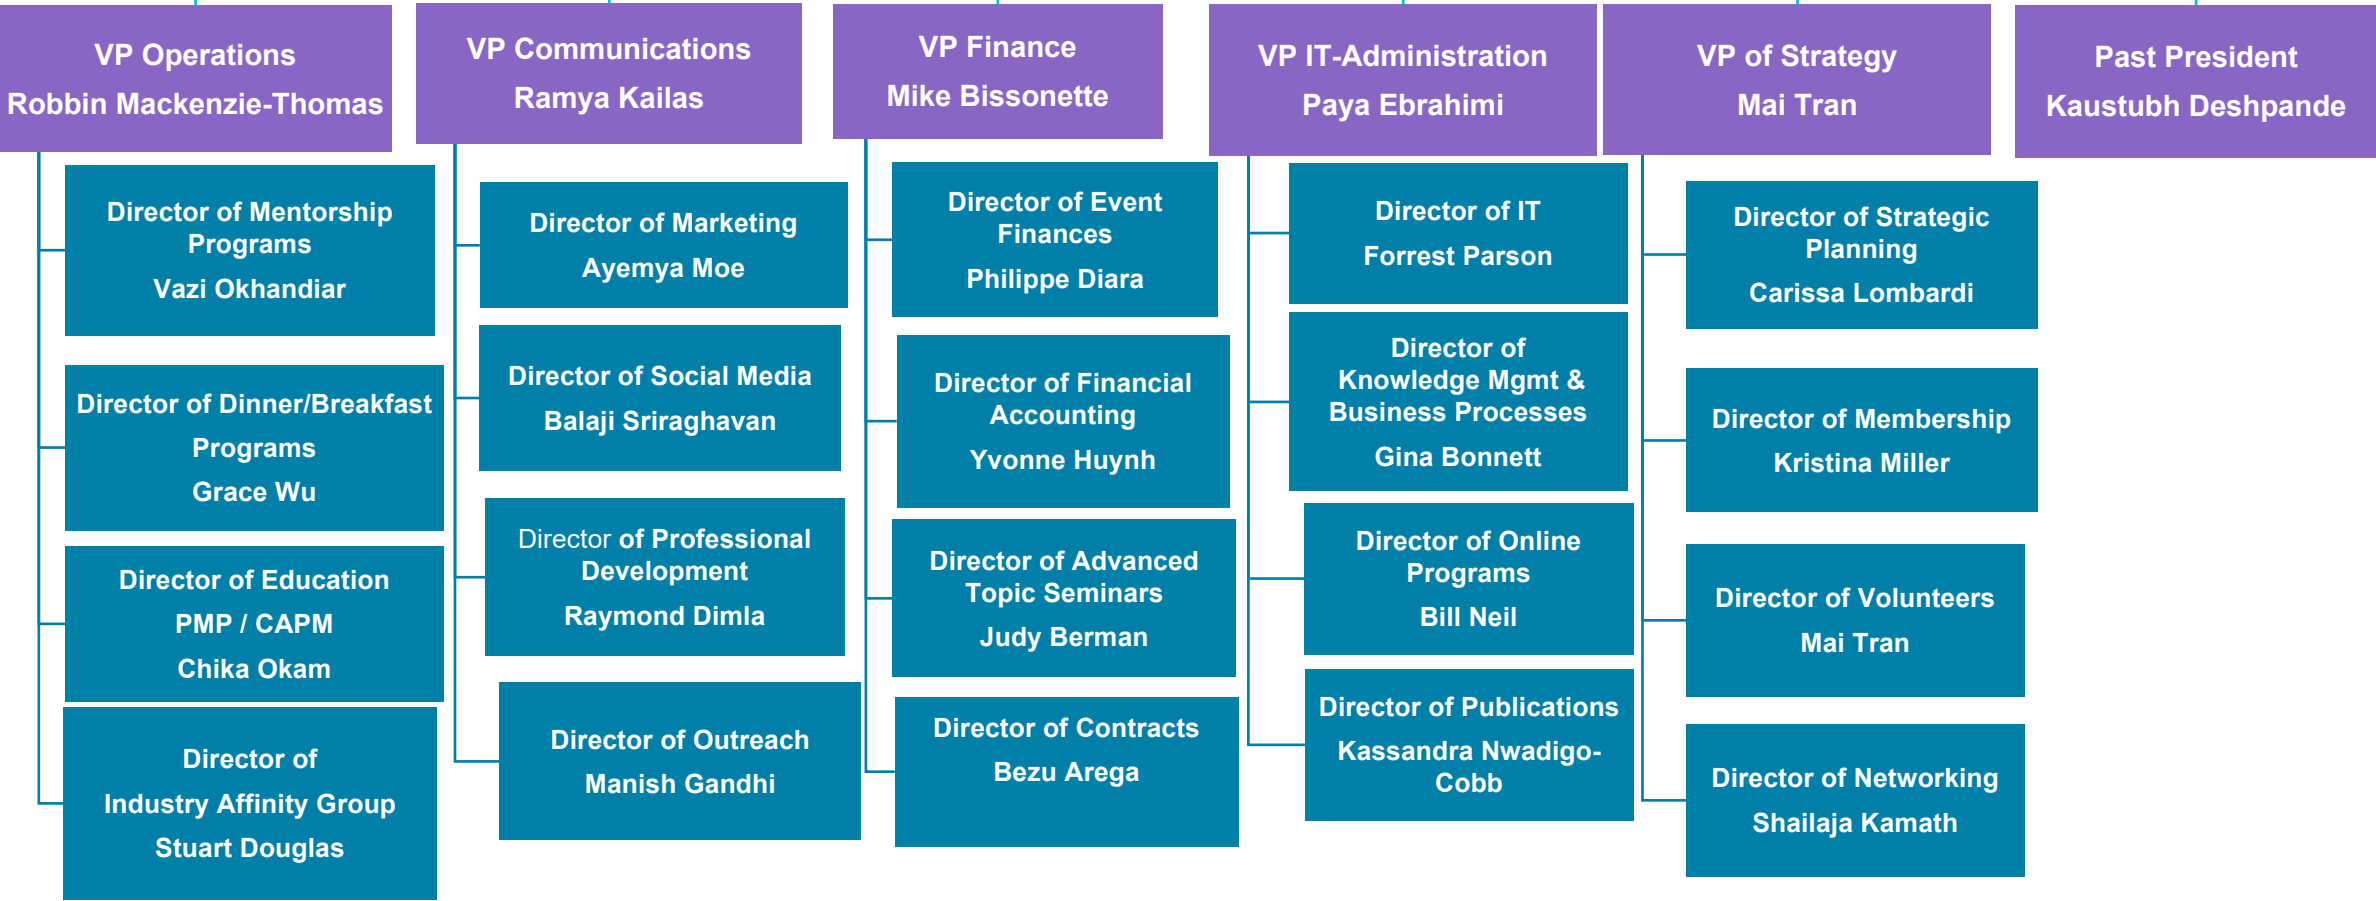 VP Operations
Robbin Mackenzie-Thomas
Director of Mentorship
Programs
Vazi Okhandiar
Director of Dinner/Breakfast
Programs
Grace Wu
Director of Education
PMP / CAPM
Chika Okam
Director of
Industry Affinity Group
Stuart Douglas
VP Communications
Ramya Kailas
Director of Marketing
Ayemya Moe
Director of Social Media
Balaji Sriraghavan
Director of Professional
Development
Raymond Dimla
Director of Outreach
Manish Gandhi
VP Finance
Mike Bissonette
Director of Event
Finances
Philippe Diara
Director of Financial
Accounting
Yvonne Huynh
Director of Advanced
Topic Seminars
Judy Berman
Director of Contracts
Bezu Arega
VP IT-Administration
Paya Ebrahimi
Director of IT
Forrest Parson
Director of
Knowledge Mgmt &
Business Processes
Gina Bonnett
Director of Online
Programs
Bill Neil
Director of Publications
Kassandra Nwadigo-
Cobb
VP of Strategy
Mai Tran
Director of Strategic
Planning
Carissa Lombardi
Director of Membership
Kristina Miller
Director of Volunteers
Mai Tran
Director of Networking
Shailaja Kamath
Past President
Kaustubh Deshpande